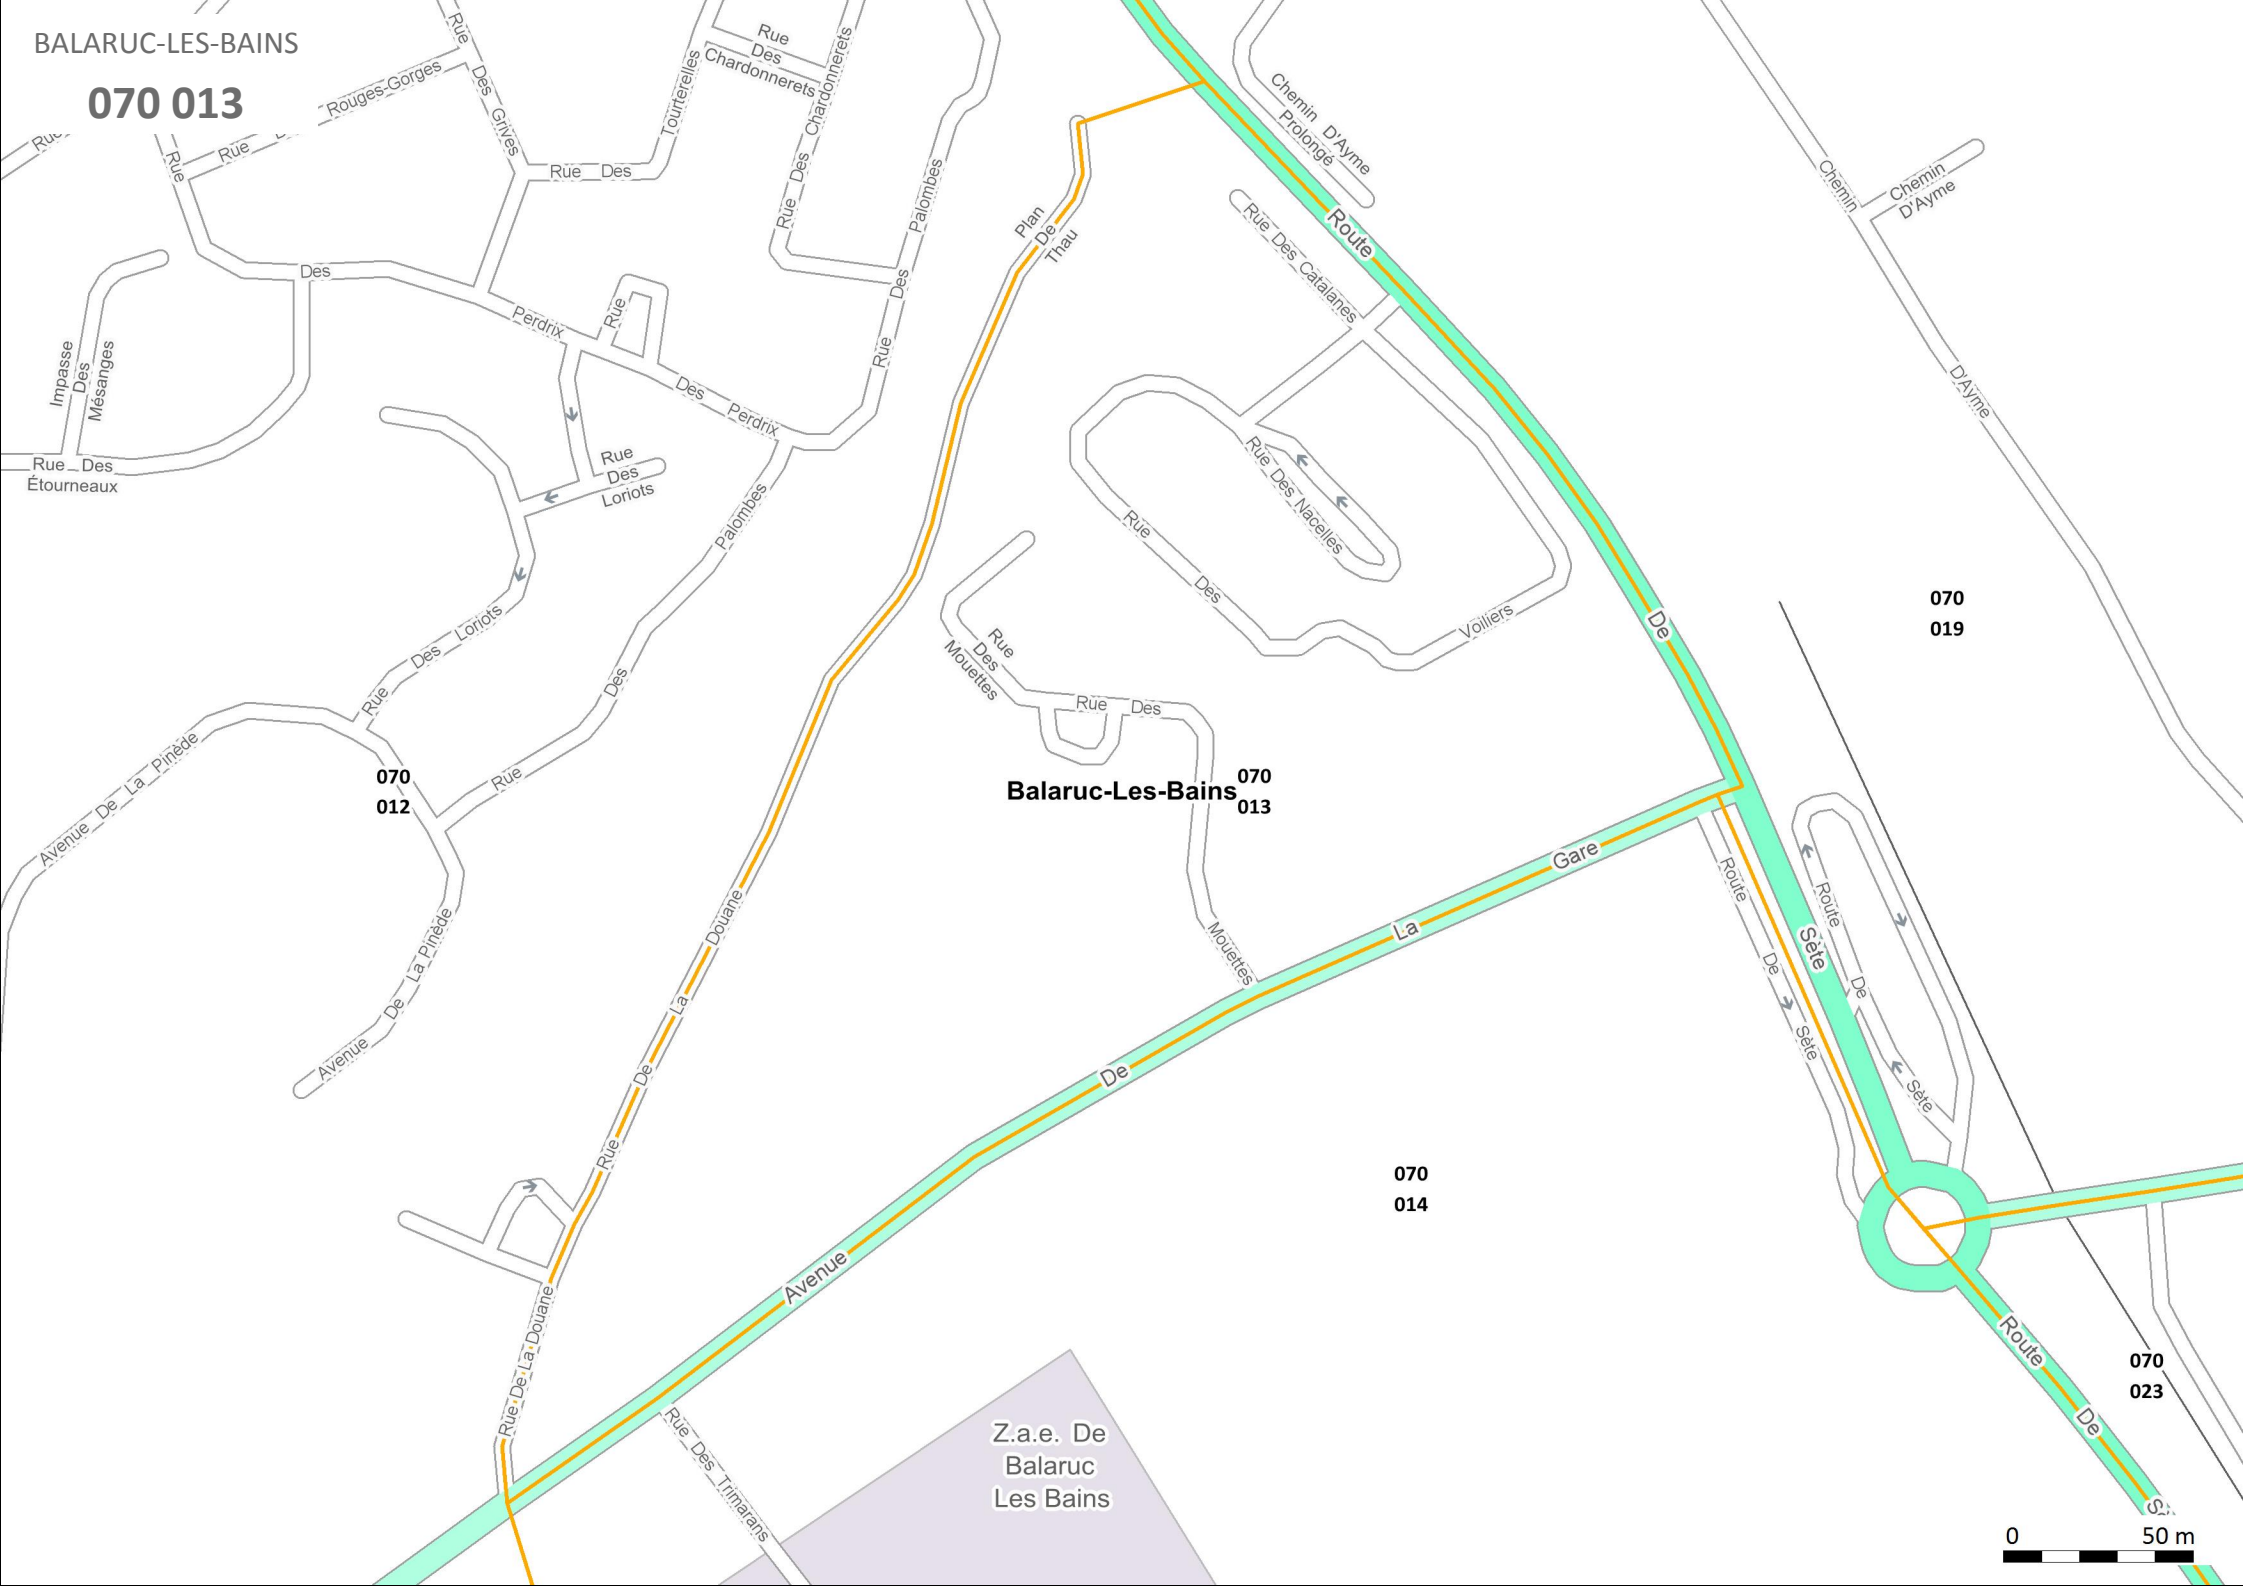 BALARUC-LES-BAINS
070 013
Rue
Rue
Rouges-Gorges
Rue
Rue
Des
Grives
Rue Des
Tourterelles
Rue
Des
Chardonnerets
Rue Des Chardonnerets
Palombes
Des
Rue
Plan
De
Thau
Chemin D'Ayme
Prolongé
Route
Rue Des Catalanes
Chemin
Chemin
D'Ayme
D'Ayme
Des
Perdrix
Rue
Des Perdrix
Impasse
Des
Mésanges
Rue Des
Étourneaux
Rue
Des
Loriots
Palombes
Des
Rue
Loriots
Des
Rue
Rue Des Nacelles
Rue
Des
Voiliers
De
070
019
Rue
Des
Mouettes
Rue Des
Mouettes
Avenue De La Pinède
070
012
Balaruc-Les-Bains
070
013
Gare
La
De
Avenue
Avenue
De
La Pinède
Rue De La Douane
Rue De La Douane
Route
De
Sète
Sète
Route
De
Sète
070
014
Route
De
070
023
Rue Des Trimarans
Z.a.e. De
Balaruc
Les Bains
0 50 m